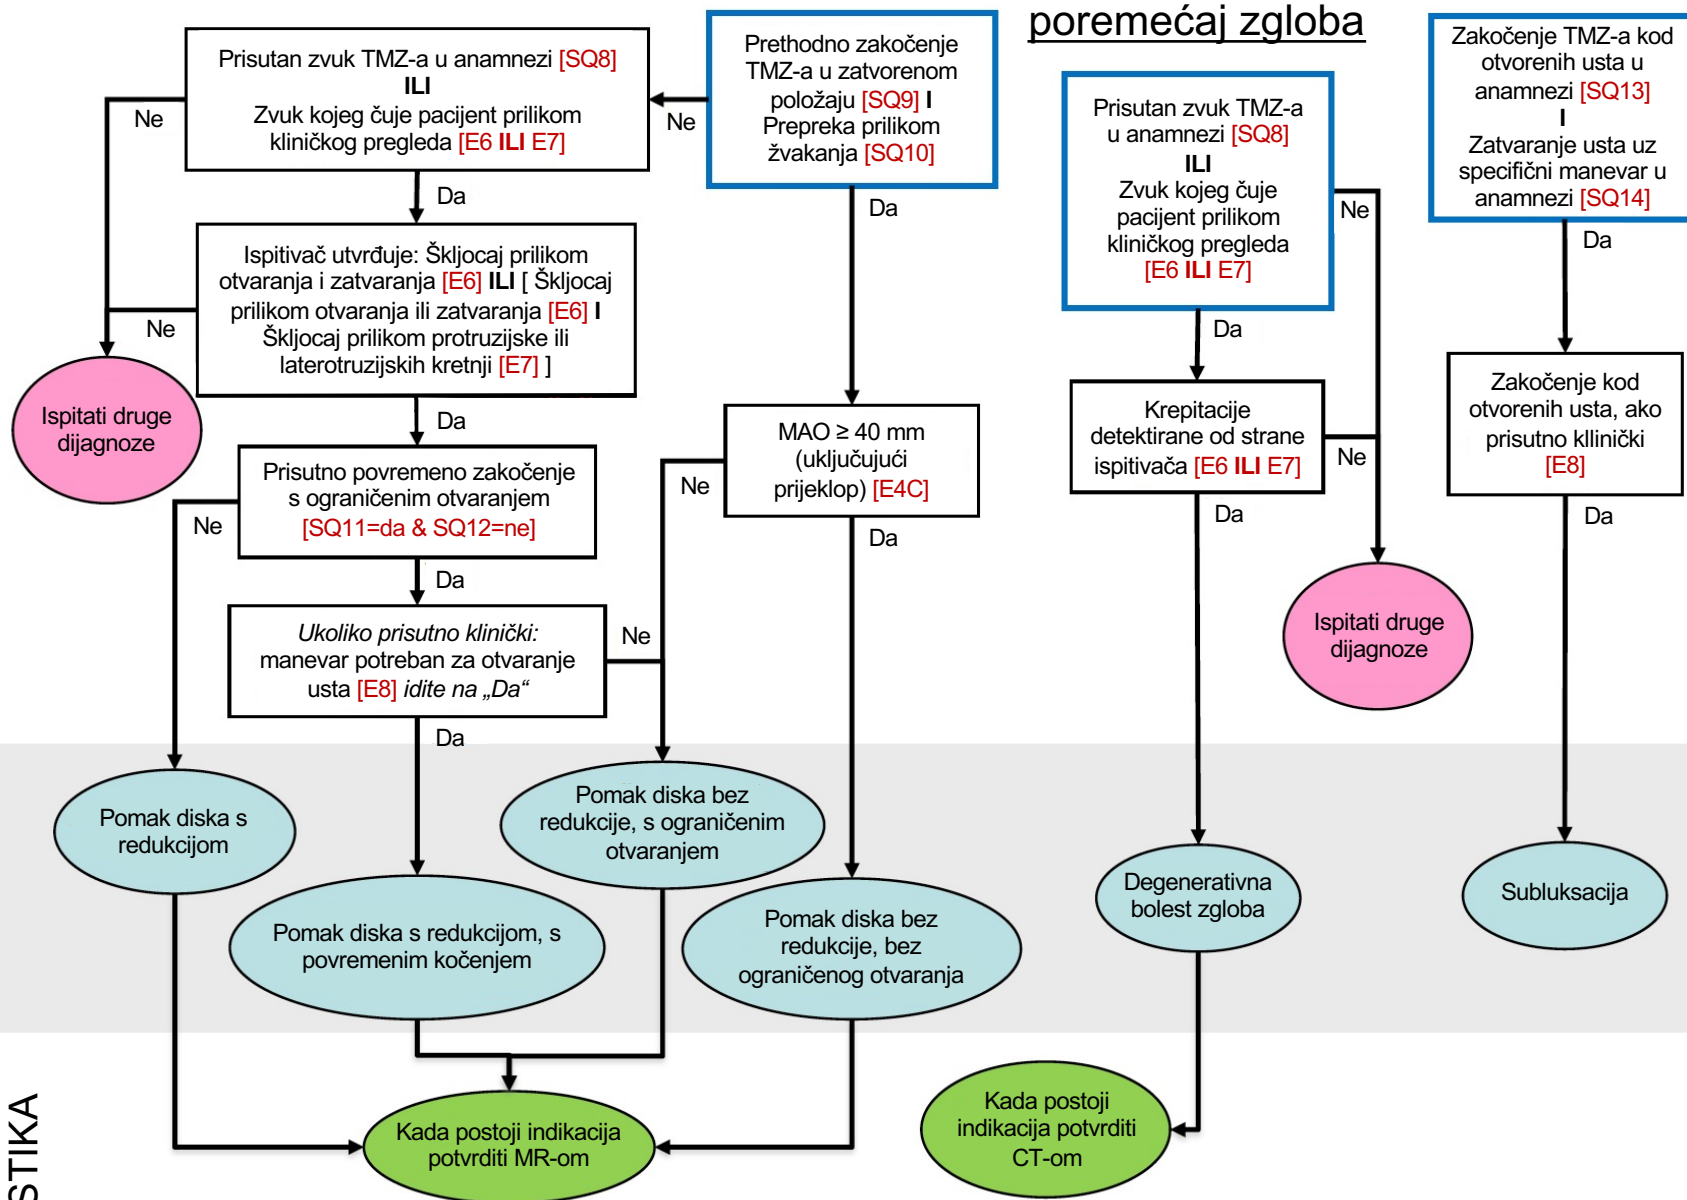 poremećaj zgloba
Prisutan zvuk TMZ-a u anamnezi [SQ8]
ILI
Zvuk kojeg čuje pacijent prilikom
kliničkog pregleda [E6 ILI E7]
Ne
Da
Ispitivač utvrđuje: Škljocaj prilikom
otvaranja i zatvaranja [E6] ILI [ Škljocaj
prilikom otvaranja ili zatvaranja [E6] I
Škljocaj prilikom protruzijske ili
laterotruzijskih kretnji [E7] ]
Ne
Da
Ispitati druge
dijagnoze
Prisutno povremeno zakočenje
s ograničenim otvaranjem
[SQ11=da & SQ12=ne]
Ne
Da
Ukoliko prisutno klinički:
manevar potreban za otvaranje
usta [E8] idite na „Da“
Ne
Da
Prethodno zakočenje
TMZ-a u zatvorenom
položaju [SQ9] I
Prepreka prilikom
žvakanja [SQ10]
Ne
Da
MAO ≥ 40 mm
(uključujući
prijeklop) [E4C]
Ne
Da
Prisutan zvuk TMZ-a
u anamnezi [SQ8]
ILI
Zvuk kojeg čuje
pacijent prilikom
kliničkog pregleda
[E6 ILI E7]
Ne
Da
Krepitacije
detektirane od strane
ispitivača [E6 ILI E7]
Ne
Da
Ispitati druge
dijagnoze
Zakočenje TMZ-a kod
otvorenih usta u
anamnezi [SQ13]
I
Zatvaranje usta uz
specifični manevar u
anamnezi [SQ14]
Da
Zakočenje kod
otvorenih usta, ako
prisutno kllinički
[E8]
Da
Pomak diska s
redukcijom
Pomak diska s redukcijom, s
povremenim kočenjem
Pomak diska bez
redukcije, s ograničenim
otvaranjem
Pomak diska bez
redukcije, bez
ograničenog otvaranja
Degenerativna
bolest zgloba
Subluksacija
Kada postoji indikacija
potvrditi MR-om
Kada postoji
indikacija potvrditi
CT-om
STIKA